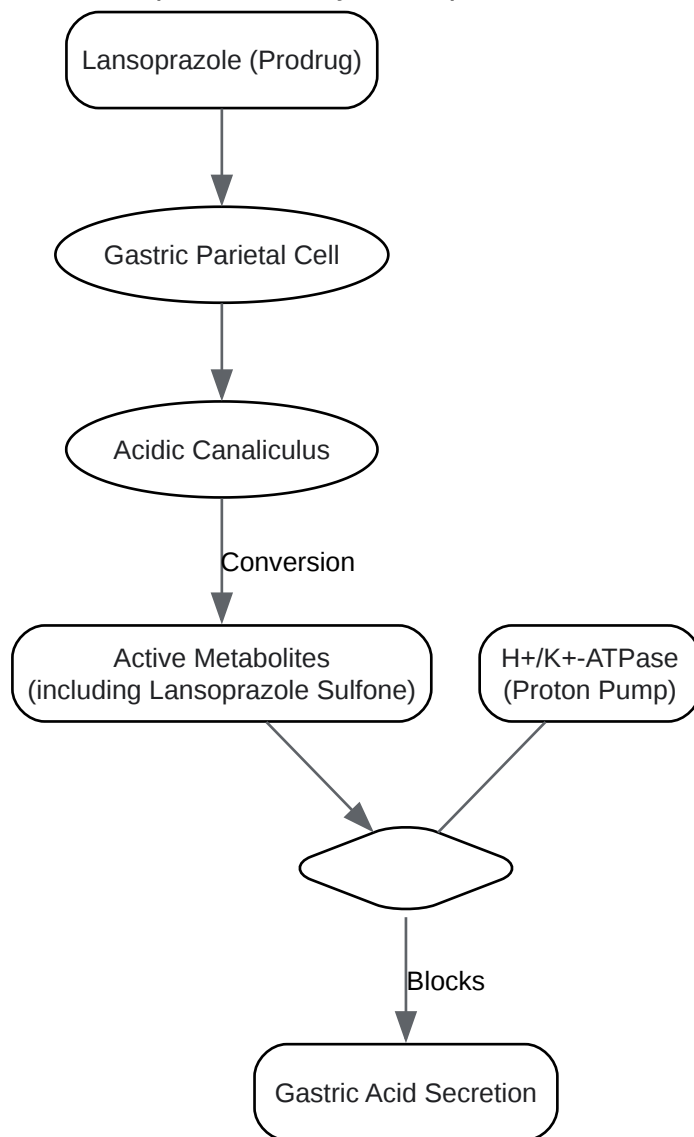 Lansoprazole (Prodrug)
Gastric Parietal Cell
Acidic Canaliculus
Conversion
Active Metabolites
(including Lansoprazole Sulfone)
H+/K+-ATPase
(Proton Pump)
Blocks
Gastric Acid Secretion